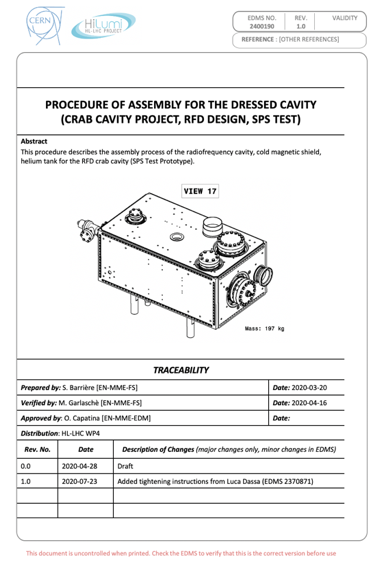 CERN
HiLumi
HL-LHC PROJECT
EDMS NO. REV. VALIDITY
2400190 1.0
REFERENCE : [OTHER REFERENCES]
PROCEDURE OF ASSEMBLY FOR THE DRESSED CAVITY
(CRAB CAVITY PROJECT, RFD DESIGN, SPS TEST)
Abstract
This procedure describes the assembly process of the radiofrequency cavity, cold magnetic shield,
helium tank for the RFD crab cavity (SPS Test Prototype).
VIEW 17
Mass: 197 kg
TRACEABILITY
Prepared by: S. Barrière [EN-MME-FS] Date: 2020-03-20
Verified by: M. Garlaschè [EN-MME-FS] Date: 2020-04-16
Approved by: O. Capatina [EN-MME-EDM] Date:
Distribution: HL-LHC WP4
Rev. No. Date Description of Changes (major changes only, minor changes in EDMS)
0.0 2020-04-28 Draft
1.0 2020-07-23 Added tightening instructions from Luca Dassa (EDMS 2370871)
This document is uncontrolled when printed. Check the EDMS to verify that this is the correct version before use